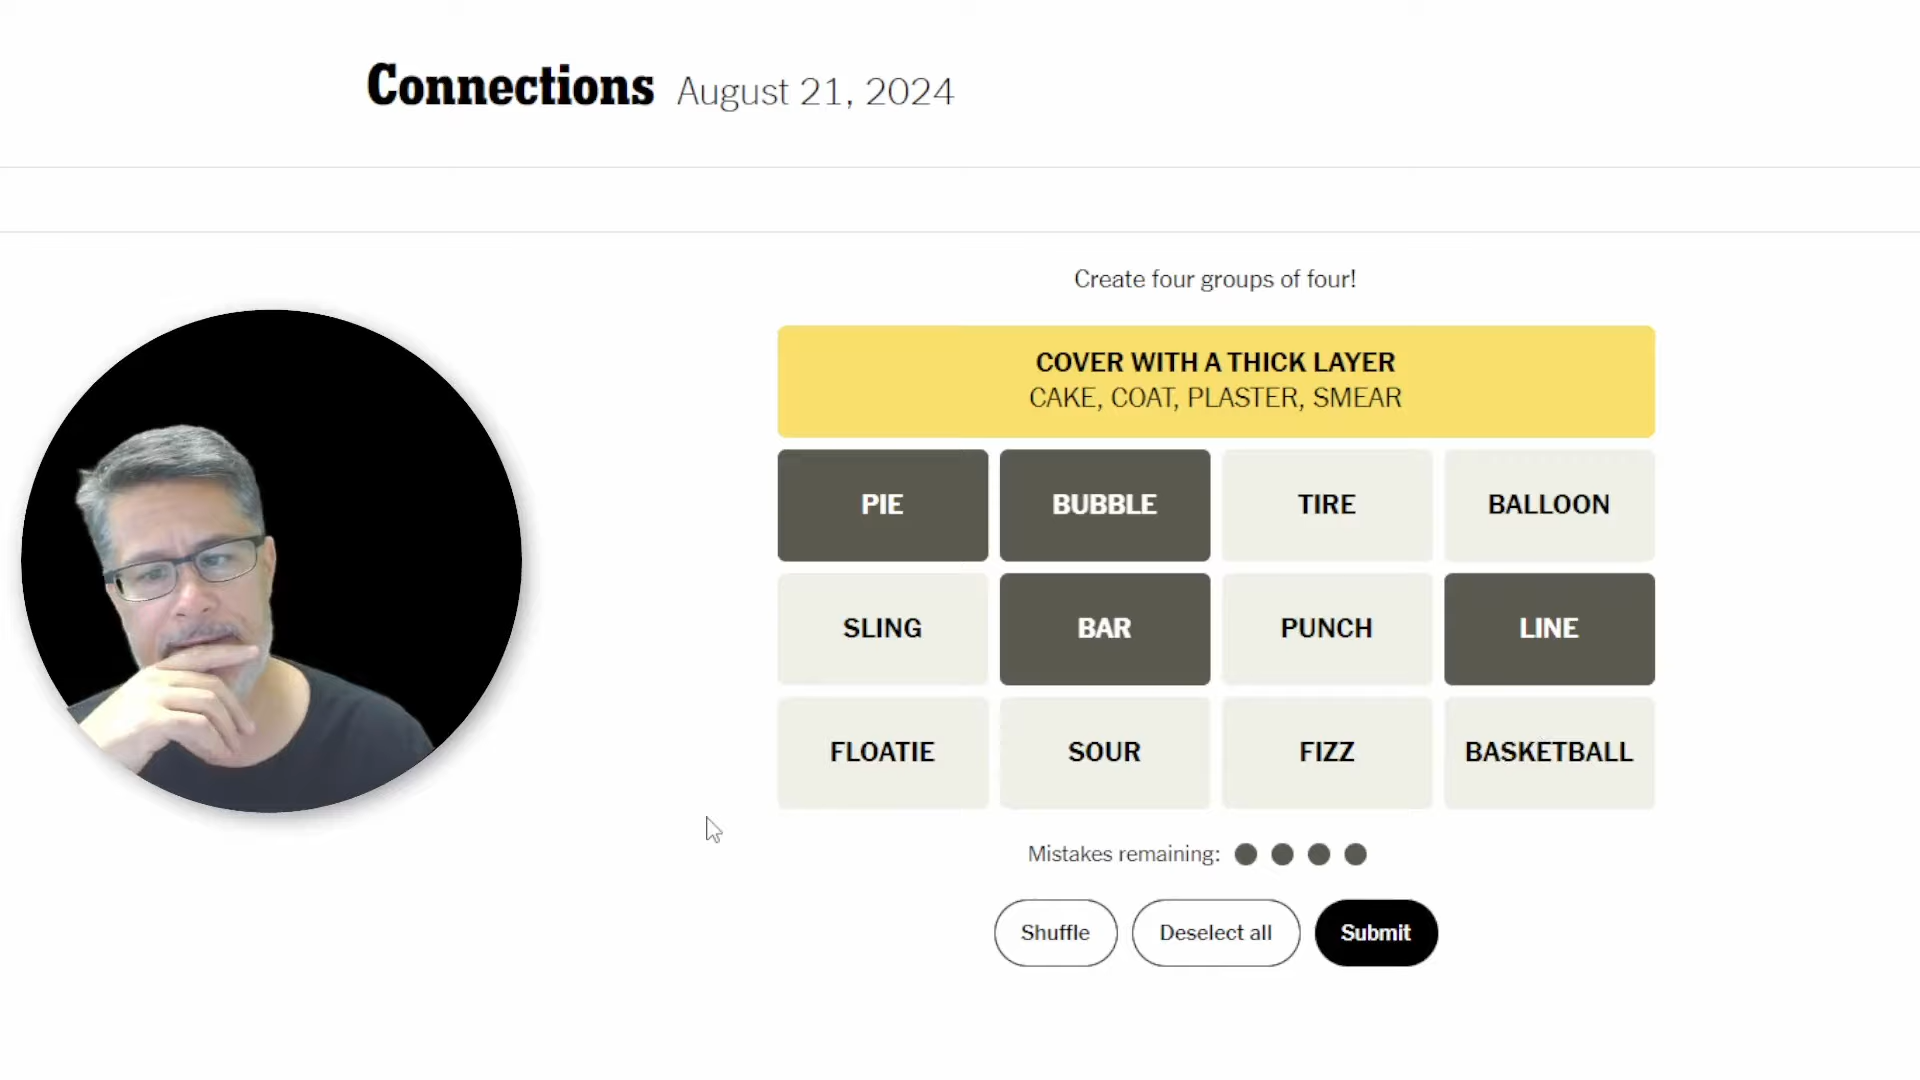 Connections August 21, 2024
Create four groups of four!
COVER WITH A THICK LAYER
CAKE, COAT, PLASTER, SMEAR
PIE BUBBLE TIRE BALLOON
SLING BAR PUNCH LINE
FLOATIE SOUR FIZZ BASKETBALL
Mistakes remaining:
Shuffle Deselect all Submit